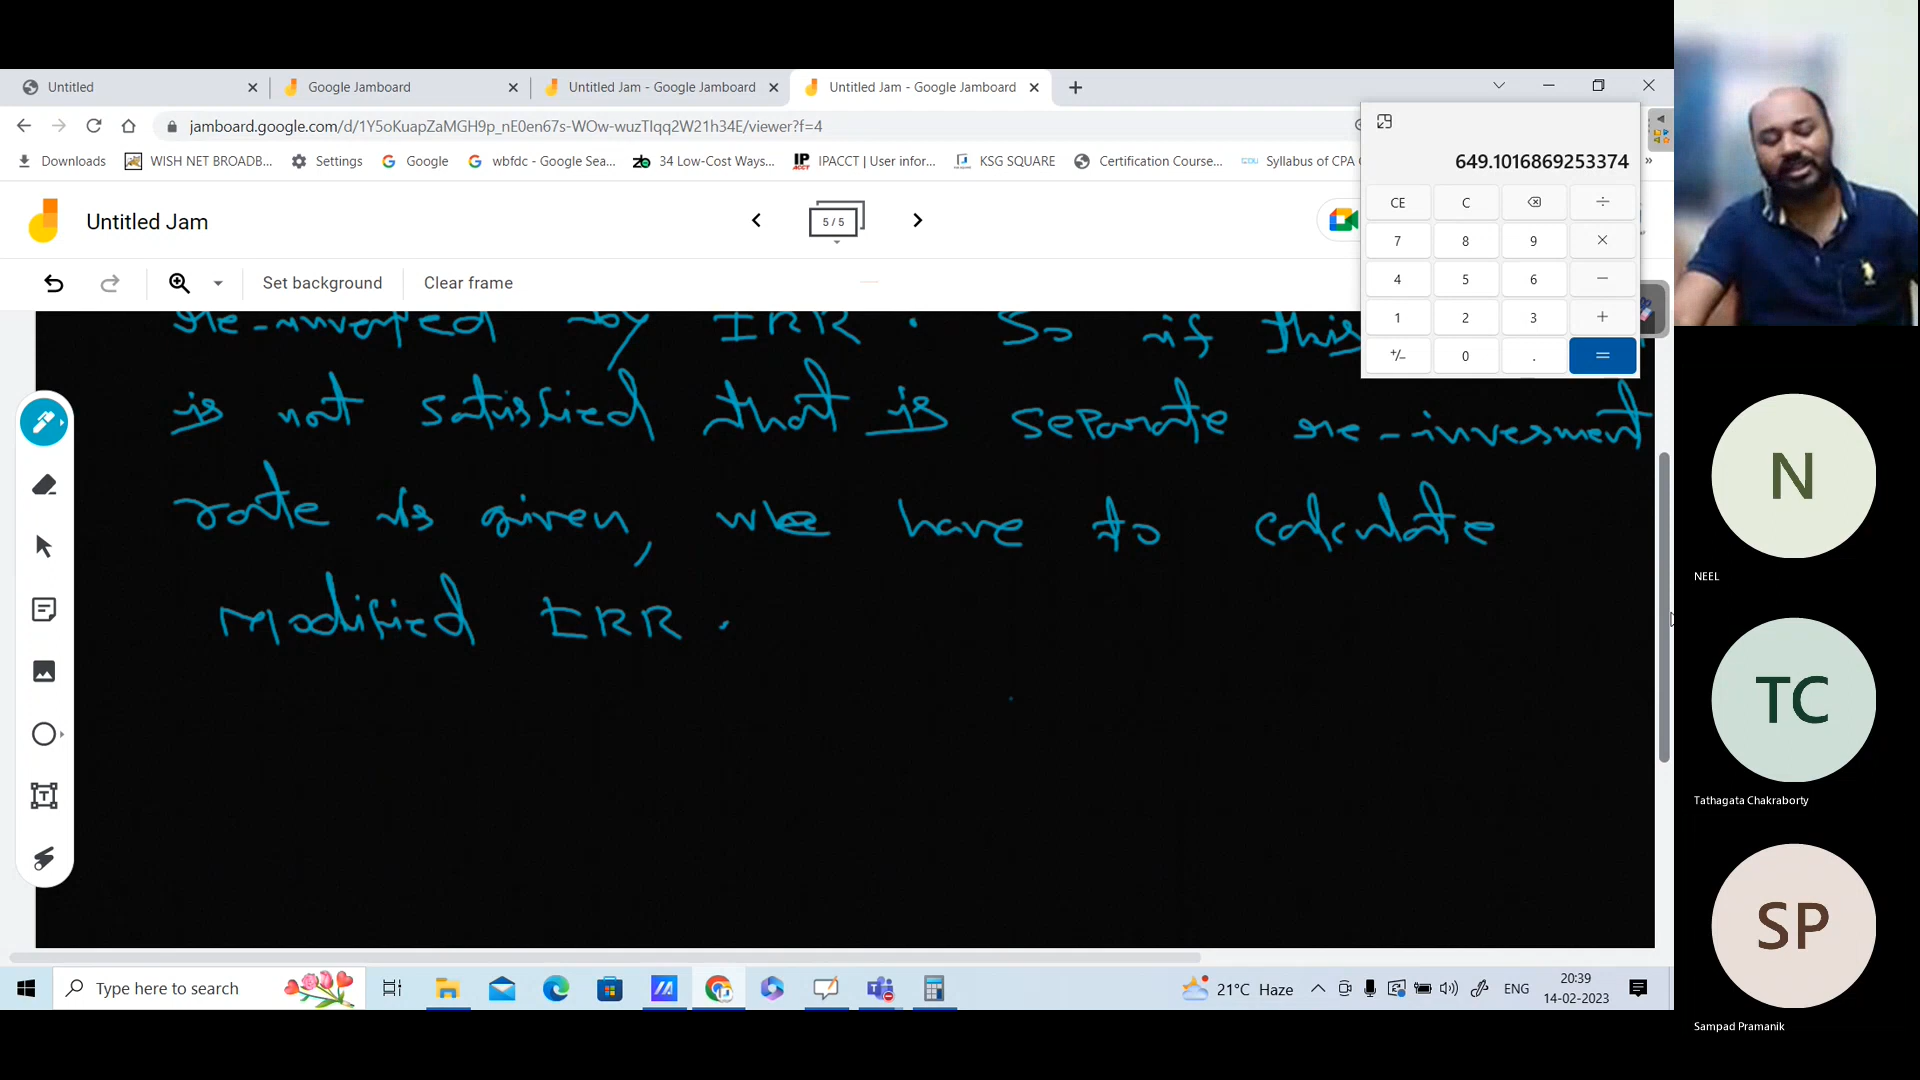 Untitled
Google Jamboard
Untitled Jam - Google Jamboard
Untitled Jam - Google Jamboard
jamboard.google.com/d/1Y5oKuapZaMGH9p_nE0en67s-WOw-wuzTlqq2W21h34E/viewer?f=4
Downloads
WISH NET BROADB...
Settings
Google
wbfdc - Google Sea...
34 Low-Cost Ways...
IPACCT | User infor...
KSG SQUARE
Certification Course...
Syllabus of CPA
»
Untitled Jam
5 / 5
Set background
Clear frame
649.1016869253374
CE C ÷
7 8 9 ×
4 5 6 −
1 2 3 +
+/− 0 . =
re-invested by IRR. So if this
is not satisfied that is separate re-invesment
rate is given, we have to calculate
Modified IRR.
N
NEEL
TC
Tathagata Chakraborty
SP
Sampad Pramanik
Type here to search
21°C Haze
ENG
20:39
14-02-2023